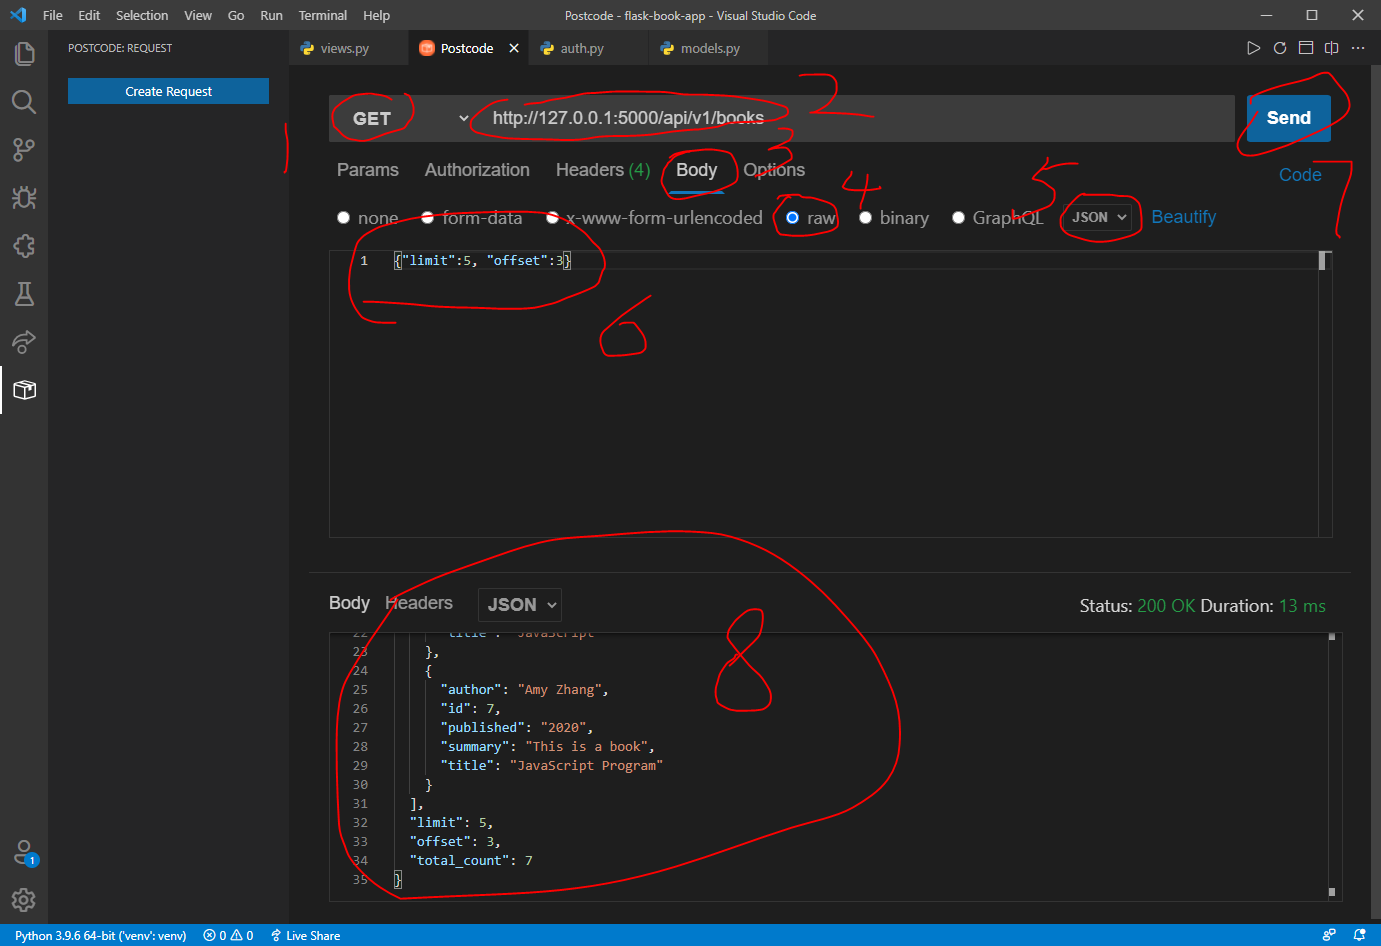 File Edit Selection View Go Run Terminal Help
Postcode - flask-book-app - Visual Studio Code
POSTCODE: REQUEST
Create Request
views.py Postcode auth.py models.py
1
GET http://127.0.0.1:5000/api/v1/books 2 Send
Params Authorization Headers (4) Body 3 Options Code 7
none form-data x-www-form-urlencoded raw 4 binary GraphQL 5 JSON Beautify
1 {"limit":5, "offset":3}
6
Body Headers JSON Status: 200 OK Duration: 13 ms
8
22 "title": "JavaScript"
23 },
24 {
25 "author": "Amy Zhang",
26 "id": 7,
27 "published": "2020",
28 "summary": "This is a book",
29 "title": "JavaScript Program"
30 }
31 ],
32 "limit": 5,
33 "offset": 3,
34 "total_count": 7
35 }
1
Python 3.9.6 64-bit ('venv': venv) 0 0 Live Share